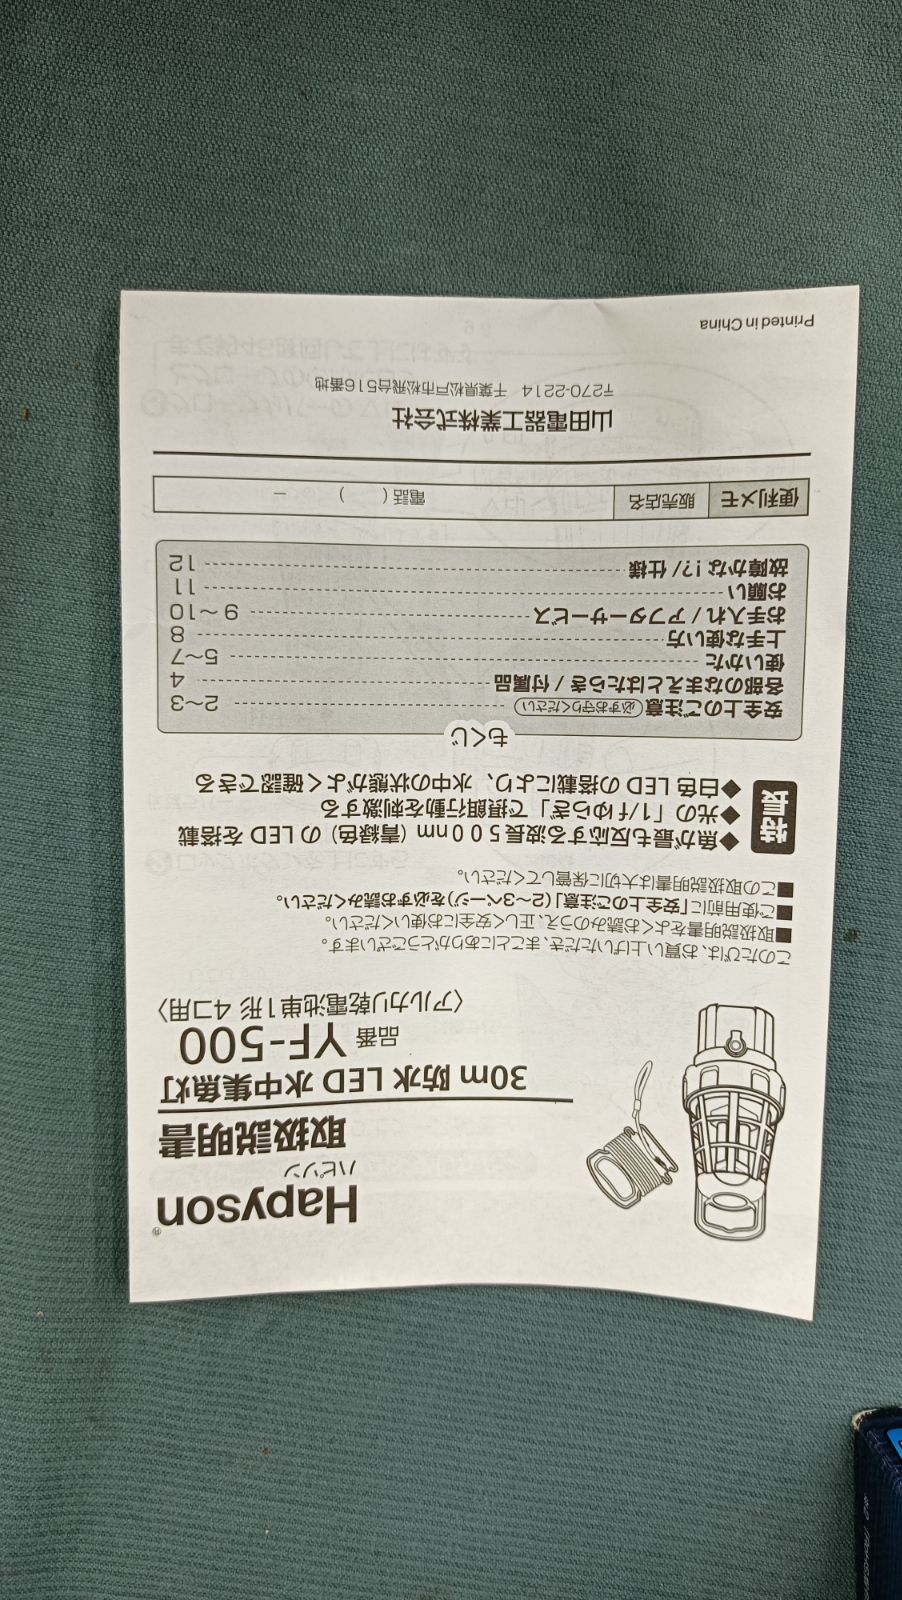 Hapyson®
ハピソン
取扱説明書
30m 防水 LED 水中集魚灯
品番 YF-500
〈アルカリ乾電池単1形 4コ用〉
このたびは、お買い上げいただき、まことにありがとうございます。
■取扱説明書をよくお読みのうえ、正しく安全にお使いください。
■ご使用前に「安全上のご注意」(2～3ページ)を必ずお読みください。
■この取扱説明書は大切に保管してください。
特長
◆魚が最も反応する波長500nm（青緑色）のLEDを搭載
◆光の「1/fゆらぎ」で摂餌行動を刺激する
◆白色LEDの搭載により、水中の状態がよく確認できる
もくじ
安全上のご注意(必ずお守りください) 2～3
各部のなまえとはたらき / 付属品 4
使いかた 5～7
上手な使い方 8
お手入れ / アフターサービス 9～10
お願い 11
故障かな!?/ 仕様 12
便利メモ 販売店名 電話 ( ) −
山田電器工業株式会社
〒270-2214 千葉県松戸市松飛台516番地
Printed in China